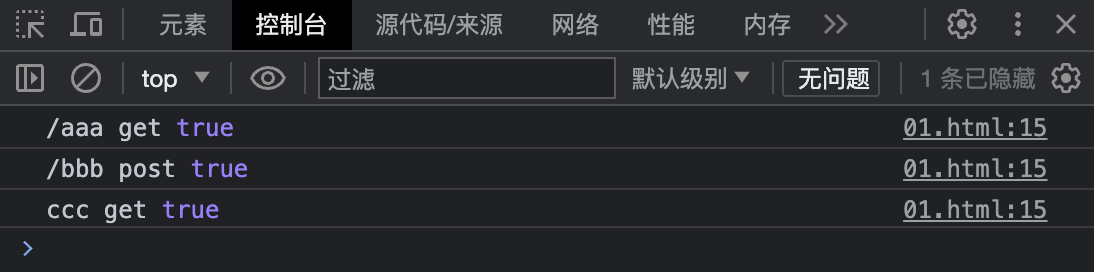 元素 控制台 源代码/来源 网络 性能 内存
top 过滤 默认级别 无问题 1 条已隐藏
/aaa get true 01.html:15
/bbb post true 01.html:15
ccc get true 01.html:15